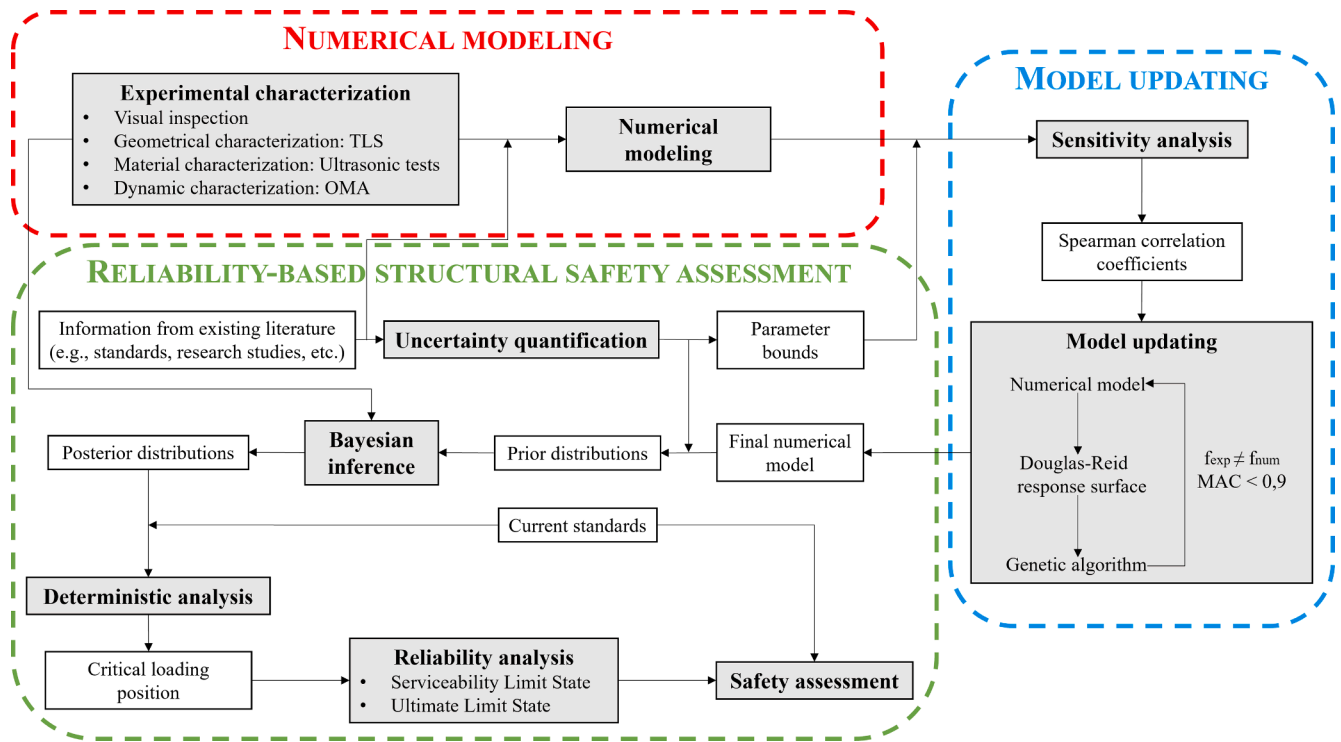 NUMERICAL MODELING
Experimental characterization
• Visual inspection
• Geometrical characterization: TLS
• Material characterization: Ultrasonic tests
• Dynamic characterization: OMA
Numerical
modeling
MODEL UPDATING
Sensitivity analysis
Spearman correlation
coefficients
Model updating
Numerical model
Douglas-Reid
response surface
Genetic algorithm
fexp ≠ fnum
MAC < 0,9
RELIABILITY-BASED STRUCTURAL SAFETY ASSESSMENT
Information from existing literature
(e.g., standards, research studies, etc.)
Uncertainty quantification
Parameter
bounds
Posterior distributions
Bayesian
inference
Prior distributions
Final numerical
model
Current standards
Deterministic analysis
Critical loading
position
Reliability analysis
• Serviceability Limit State
• Ultimate Limit State
Safety assessment